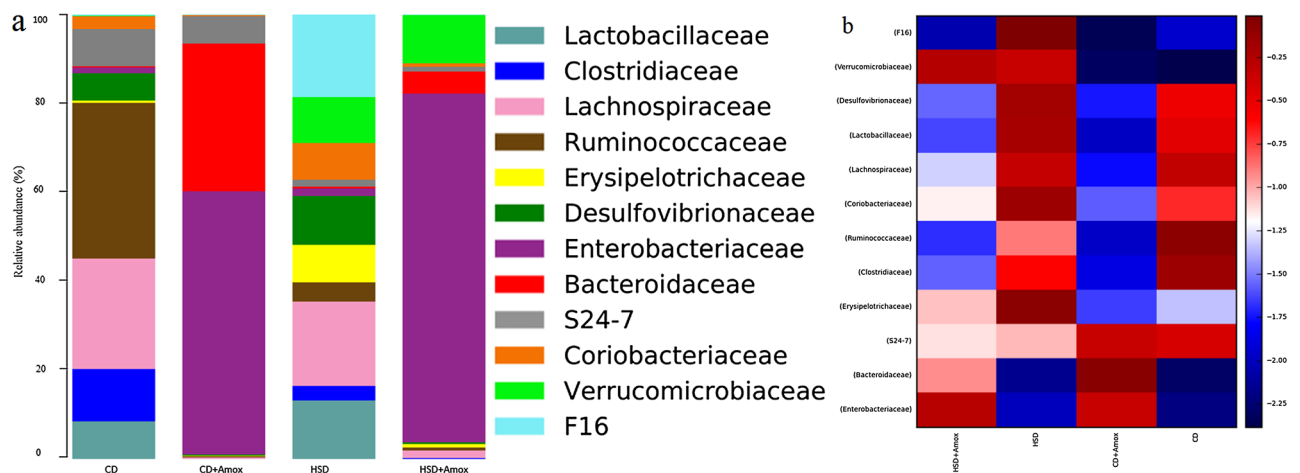 a
Relative abundance (%)
100
80
60
40
20
0
CD
CD+Amox
HSD
HSD+Amox
Lactobacillaceae
Clostridiaceae
Lachnospiraceae
Ruminococcaceae
Erysipelotrichaceae
Desulfovibrionaceae
Enterobacteriaceae
Bacteroidaceae
S24-7
Coriobacteriaceae
Verrucomicrobiaceae
F16
b
(F16)
(Verrucomicrobiaceae)
(Desulfovibrionaceae)
(Lactobacillaceae)
(Lachnospiraceae)
(Coriobacteriaceae)
(Ruminococcaceae)
(Clostridiaceae)
(Erysipelotrichaceae)
(S24-7)
(Bacteroidaceae)
(Enterobacteriaceae)
HSD+Amox
HSD
CD+Amox
CD
−0.25
−0.50
−0.75
−1.00
−1.25
−1.50
−1.75
−2.00
−2.25